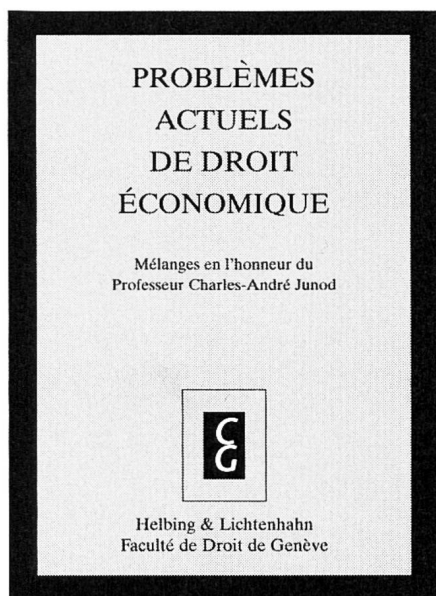 PROBLÈMES
ACTUELS
DE DROIT
ÉCONOMIQUE
Mélanges en l'honneur du
Professeur Charles-André Junod
CG
Helbing & Lichtenhahn
Faculté de Droit de Genève